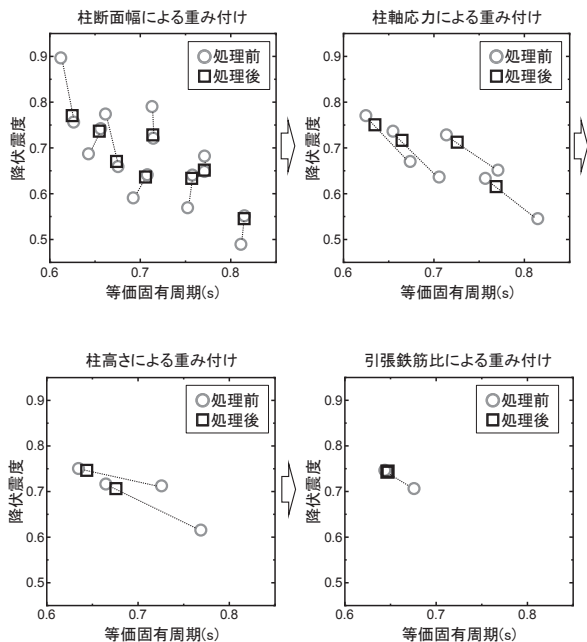 柱断面幅による重み付け
処理前
処理後
0.9
0.8
0.7
0.6
0.5
降伏震度
0.6 0.7 0.8
等価固有周期(s)
柱軸応力による重み付け
処理前
処理後
0.9
0.8
0.7
0.6
0.5
降伏震度
0.6 0.7 0.8
等価固有周期(s)
柱高さによる重み付け
処理前
処理後
0.9
0.8
0.7
0.6
0.5
降伏震度
0.6 0.7 0.8
等価固有周期(s)
引張鉄筋比による重み付け
処理前
処理後
0.9
0.8
0.7
0.6
0.5
降伏震度
0.6 0.7 0.8
等価固有周期(s)